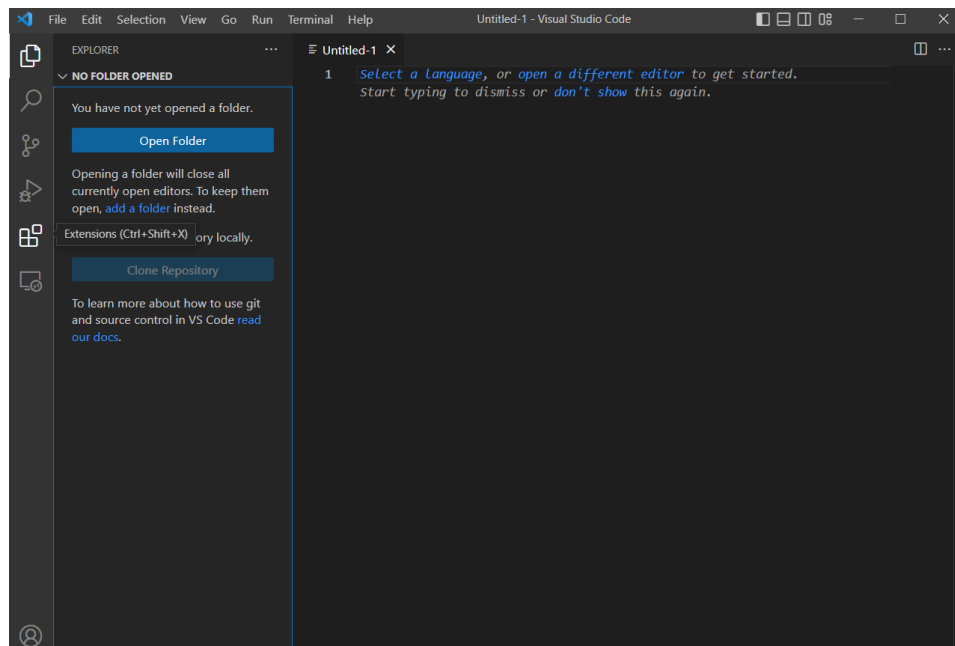 File Edit Selection View Go Run Terminal Help Untitled-1 - Visual Studio Code
EXPLORER
Untitled-1
NO FOLDER OPENED
You have not yet opened a folder.
Open Folder
Opening a folder will close all
currently open editors. To keep them
open, add a folder instead.
Extensions (Ctrl+Shift+X) ory locally.
Clone Repository
To learn more about how to use git
and source control in VS Code read
our docs.
1 Select a language, or open a different editor to get started.
Start typing to dismiss or don't show this again.